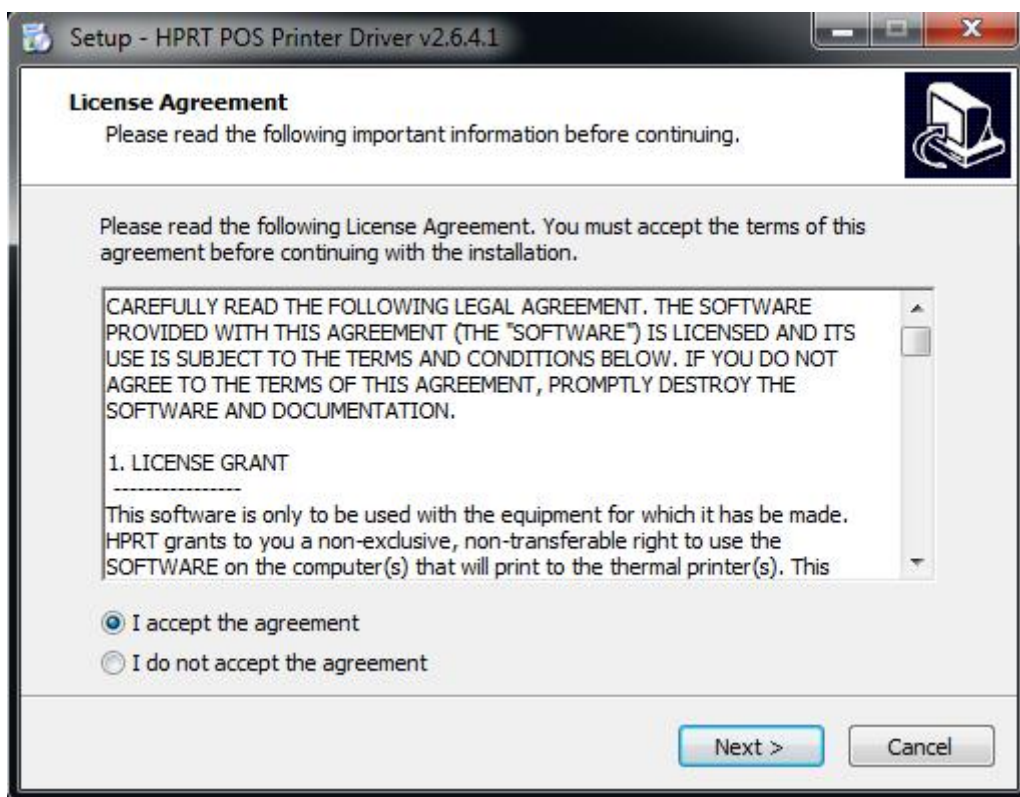 Setup - HPRT POS Printer Driver v2.6.4.1
License Agreement
Please read the following important information before continuing.
Please read the following License Agreement. You must accept the terms of this
agreement before continuing with the installation.
CAREFULLY READ THE FOLLOWING LEGAL AGREEMENT. THE SOFTWARE
PROVIDED WITH THIS AGREEMENT (THE "SOFTWARE") IS LICENSED AND ITS
USE IS SUBJECT TO THE TERMS AND CONDITIONS BELOW. IF YOU DO NOT
AGREE TO THE TERMS OF THIS AGREEMENT, PROMPTLY DESTROY THE
SOFTWARE AND DOCUMENTATION.
1. LICENSE GRANT
----------------
This software is only to be used with the equipment for which it has be made.
HPRT grants to you a non-exclusive, non-transferable right to use the
SOFTWARE on the computer(s) that will print to the thermal printer(s). This
I accept the agreement
I do not accept the agreement
Next >
Cancel